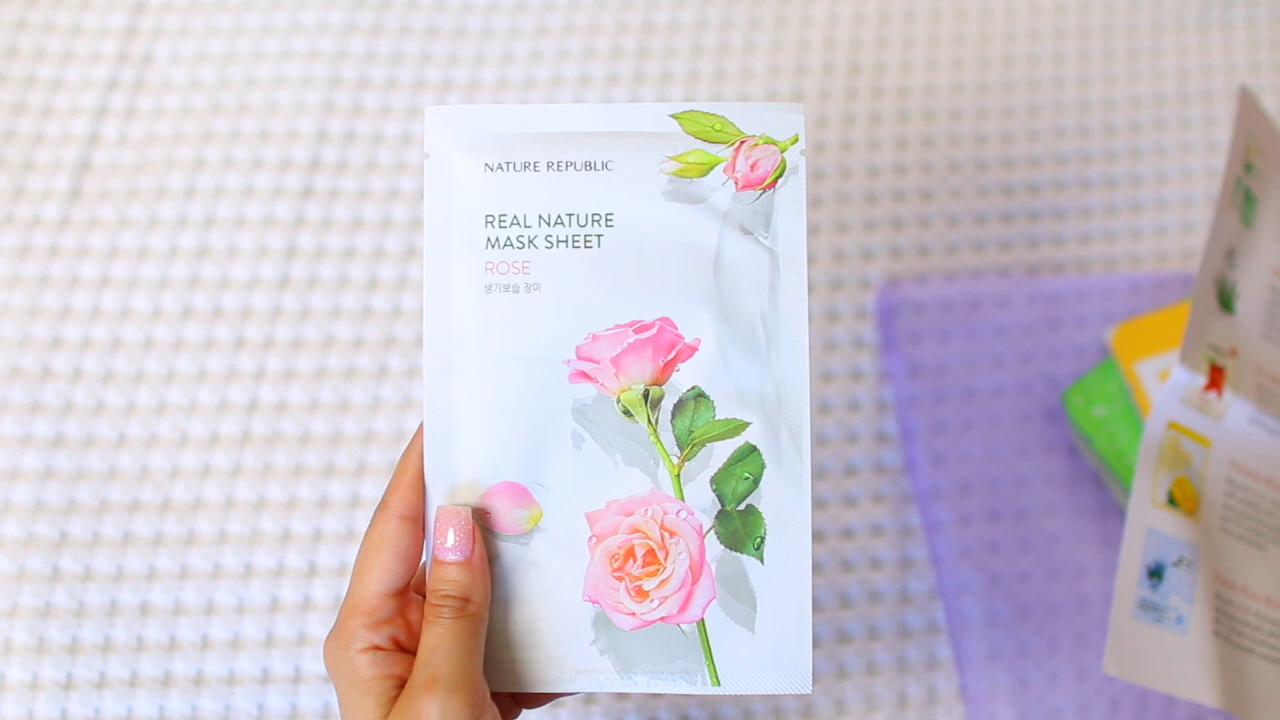 NATURE REPUBLIC
REAL NATURE
MASK SHEET
ROSE
생기보습 장미